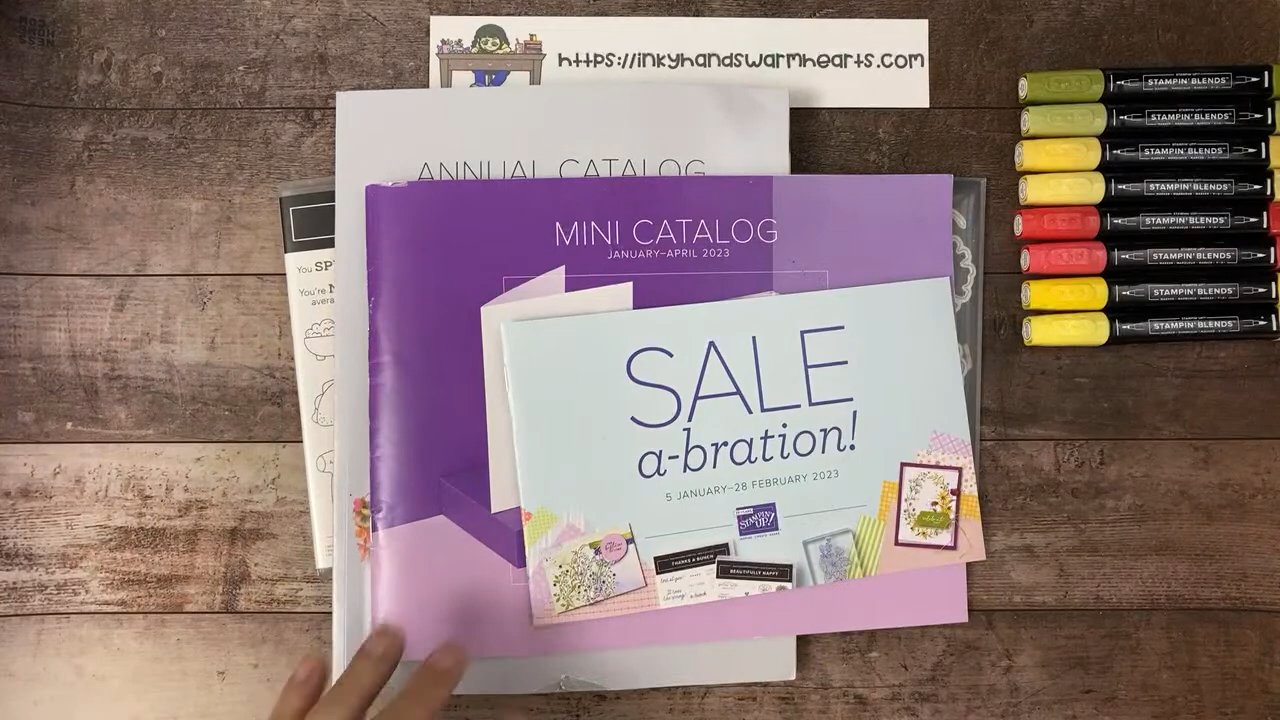 https://inkyhandswarmhearts.com
ANNUAL CATALOG
MINI CATALOG
JANUARY–APRIL 2023
SALE
a-bration!
5 JANUARY–28 FEBRUARY 2023
STAMPIN' UP!
THANKS A BUNCH
BEAUTIFULLY HAPPY
You SP
You're
avera
STAMPIN' BLENDS
STAMPIN' BLENDS
STAMPIN' BLENDS
STAMPIN' BLENDS
STAMPIN' BLENDS
STAMPIN' BLENDS
STAMPIN' BLENDS
STAMPIN' BLENDS